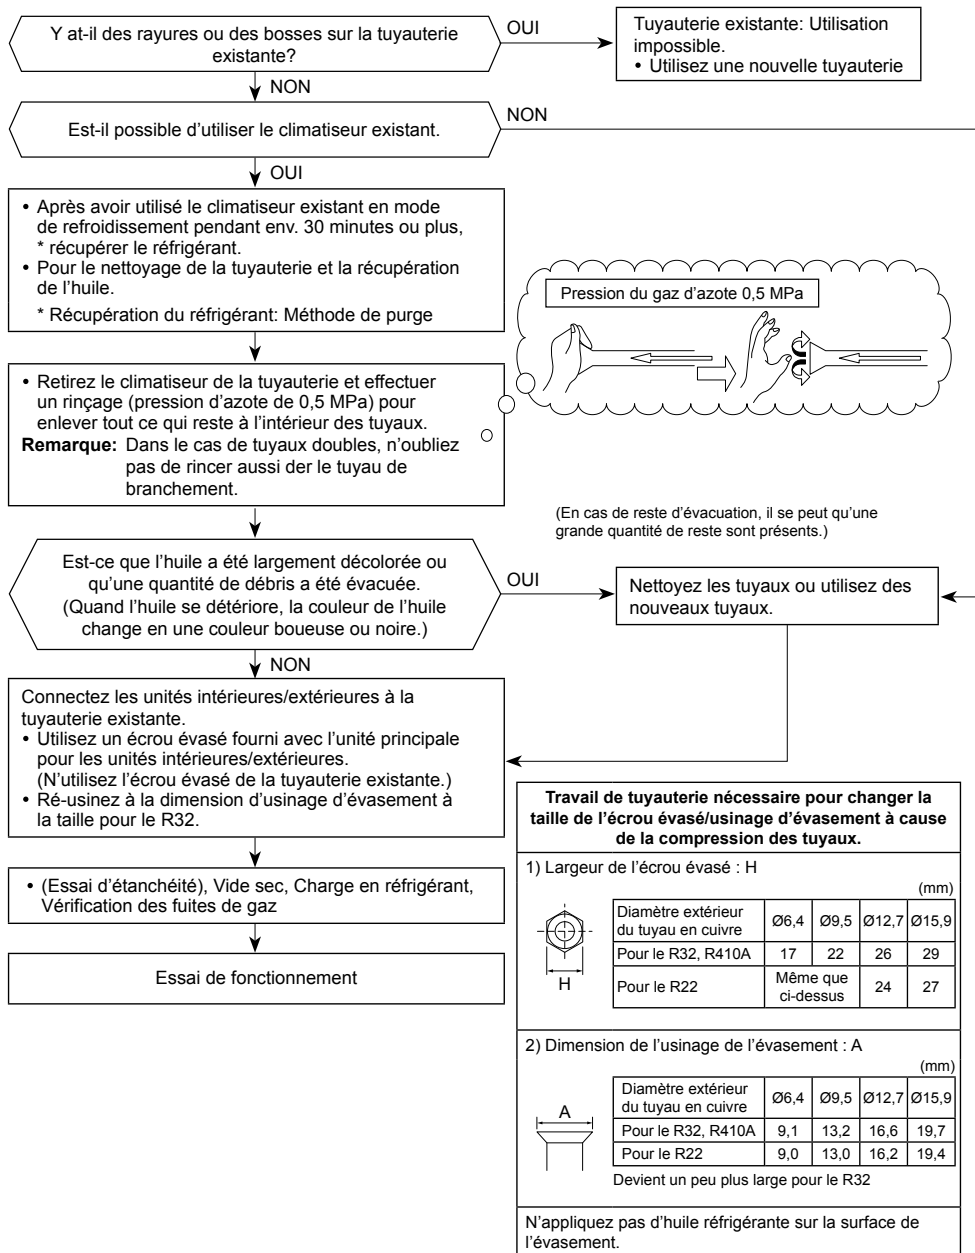 Y at-il des rayures ou des bosses sur la tuyauterie
existante?
OUI
Tuyauterie existante: Utilisation
impossible.
• Utilisez une nouvelle tuyauterie
NON
Est-il possible d'utiliser le climatiseur existant.
NON
OUI
• Après avoir utilisé le climatiseur existant en mode
de refroidissement pendant env. 30 minutes ou plus,
* récupérer le réfrigérant.
• Pour le nettoyage de la tuyauterie et la récupération
de l'huile.
* Récupération du réfrigérant: Méthode de purge
Pression du gaz d'azote 0,5 MPa
• Retirez le climatiseur de la tuyauterie et effectuer
un rinçage (pression d'azote de 0,5 MPa) pour
enlever tout ce qui reste à l'intérieur des tuyaux.
Remarque: Dans le cas de tuyaux doubles, n'oubliez
pas de rincer aussi der le tuyau de
branchement.
(En cas de reste d'évacuation, il se peut qu'une
grande quantité de reste sont présents.)
Est-ce que l'huile a été largement décolorée ou
qu'une quantité de débris a été évacuée.
(Quand l'huile se détériore, la couleur de l'huile
change en une couleur boueuse ou noire.)
OUI
Nettoyez les tuyaux ou utilisez des
nouveaux tuyaux.
NON
Connectez les unités intérieures/extérieures à la
tuyauterie existante.
• Utilisez un écrou évasé fourni avec l'unité principale
pour les unités intérieures/extérieures.
(N'utilisez l'écrou évasé de la tuyauterie existante.)
• Ré-usinez à la dimension d'usinage d'évasement à
la taille pour le R32.
• (Essai d'étanchéité), Vide sec, Charge en réfrigérant,
Vérification des fuites de gaz
Essai de fonctionnement
Travail de tuyauterie nécessaire pour changer la
taille de l'écrou évasé/usinage d'évasement à cause
de la compression des tuyaux.
1) Largeur de l'écrou évasé : H
(mm)
H
Diamètre extérieur
du tuyau en cuivre Ø6,4 Ø9,5 Ø12,7 Ø15,9
Pour le R32, R410A 17 22 26 29
Pour le R22 Même que
ci-dessus 24 27
2) Dimension de l'usinage de l'évasement : A
(mm)
A
Diamètre extérieur
du tuyau en cuivre Ø6,4 Ø9,5 Ø12,7 Ø15,9
Pour le R32, R410A 9,1 13,2 16,6 19,7
Pour le R22 9,0 13,0 16,2 19,4
Devient un peu plus large pour le R32
N'appliquez pas d'huile réfrigérante sur la surface de
l'évasement.